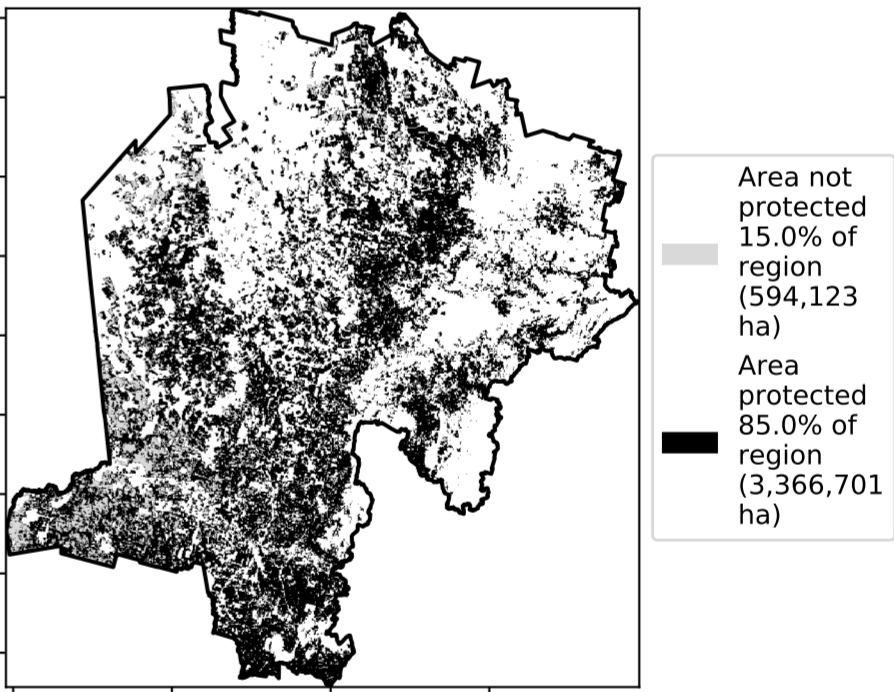 Area not
protected
15.0% of
region
(594,123
ha)
Area
protected
85.0% of
region
(3,366,701
ha)